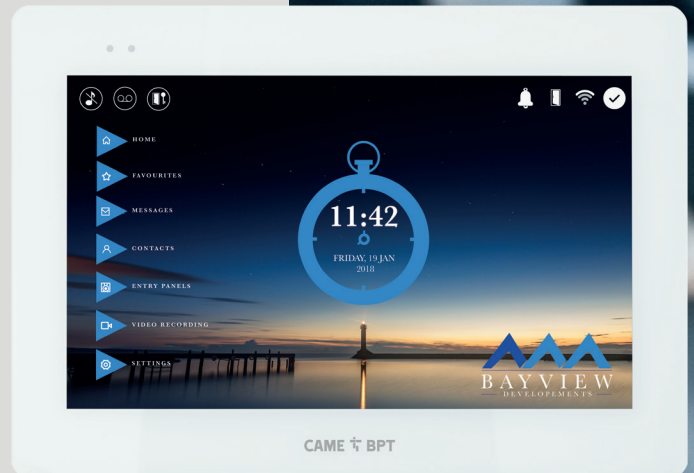 HOME
FAVOURITES
MESSAGES
CONTACTS
ENTRY PANELS
VIDEO RECORDING
SETTINGS
11:42
FRIDAY, 19 JAN
2018
BAYVIEW
DEVELOPEMENTS
CAME BPT